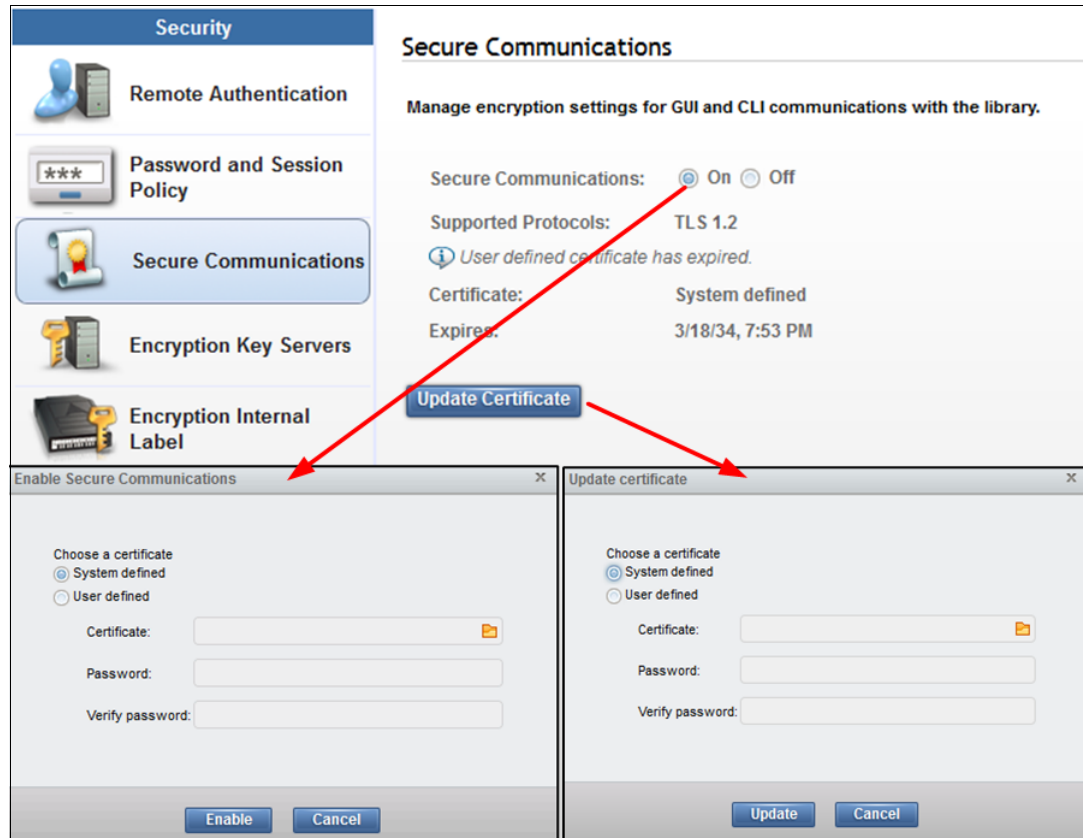 Security
Remote Authentication
***
Password and Session
Policy
Secure Communications
Encryption Key Servers
Encryption Internal
Label
Secure Communications
Manage encryption settings for GUI and CLI communications with the library.
Secure Communications: On Off
Supported Protocols: TLS 1.2
User defined certificate has expired.
Certificate: System defined
Expires: 3/18/34, 7:53 PM
Update Certificate
Enable Secure Communications x
Choose a certificate
System defined
User defined
Certificate:
Password:
Verify password:
Enable Cancel
Update certificate x
Choose a certificate
System defined
User defined
Certificate:
Password:
Verify password:
Update Cancel